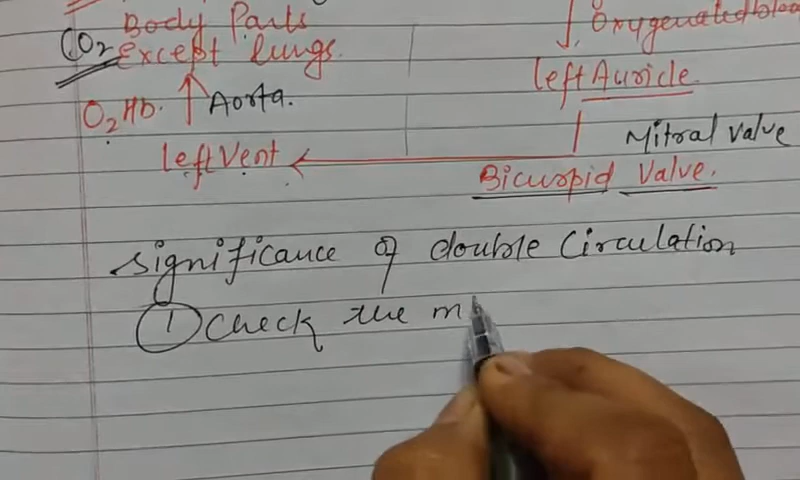 Body Parts
CO2 Except lungs.
Oxygenated bloo
left Auricle
O2Hb. Aorta.
Mitral valve
left Vent
Bicuspid Valve.
significance of double Circulation
1 check the m